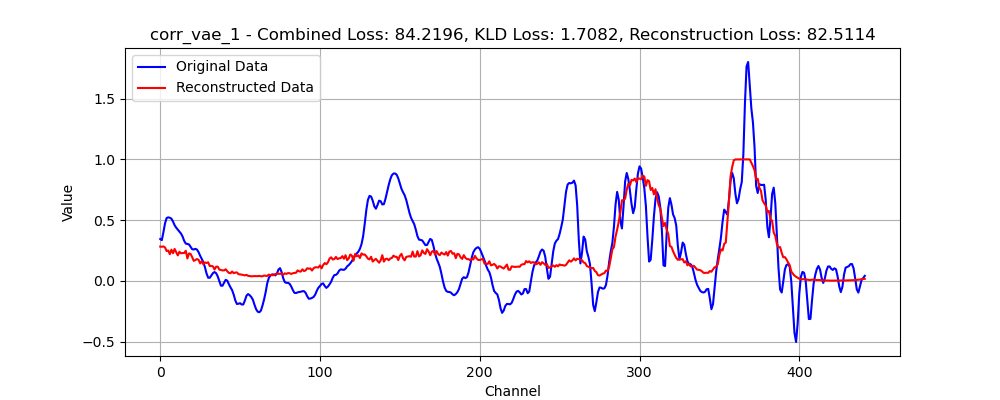 corr_vae_1 - Combined Loss: 84.2196, KLD Loss: 1.7082, Reconstruction Loss: 82.5114
Original Data
Reconstructed Data
1.5
1.0
0.5
0.0
−0.5
Value
0 100 200 300 400
Channel